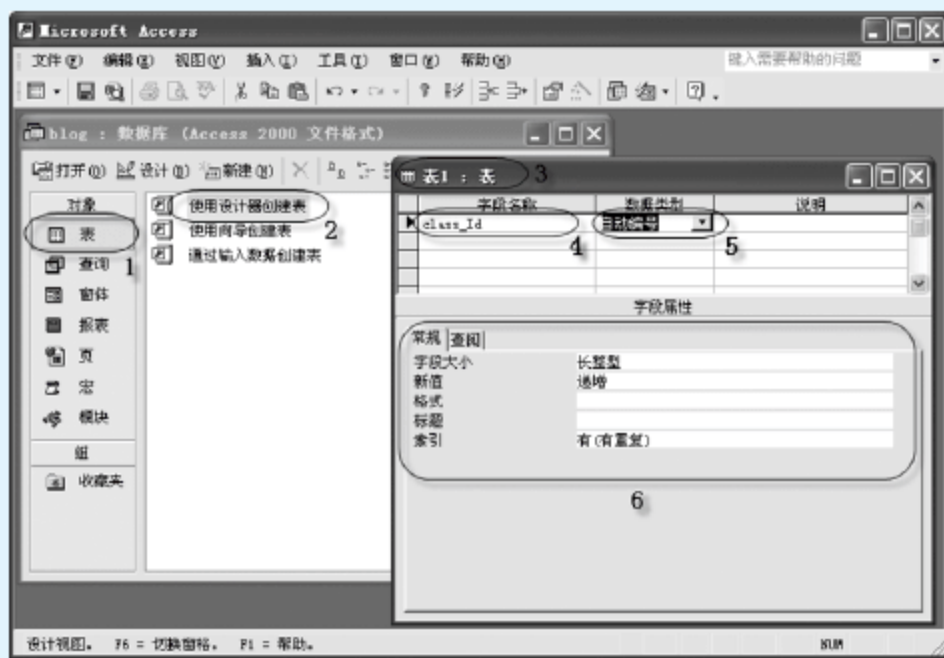 Microsoft Access
文件(F) 编辑(E) 视图(V) 插入(I) 工具(T) 窗口(W) 帮助(H) 键入需要帮助的问题
blog : 数据库 (Access 2000 文件格式)
打开(O) 设计(D) 新建(N)
对象
表
查询
窗体
报表
页
宏
模块
组
收藏夹
1
使用设计器创建表
使用向导创建表
通过输入数据创建表
2
表1 : 表
3
字段名称 数据类型 说明
class_Id 自动编号
4 5
字段属性
常规 查阅
字段大小 长整型
新值 递增
格式
标题
索引 有(有重复)
6
设计视图。 F6 = 切换窗格。 F1 = 帮助。 NUM